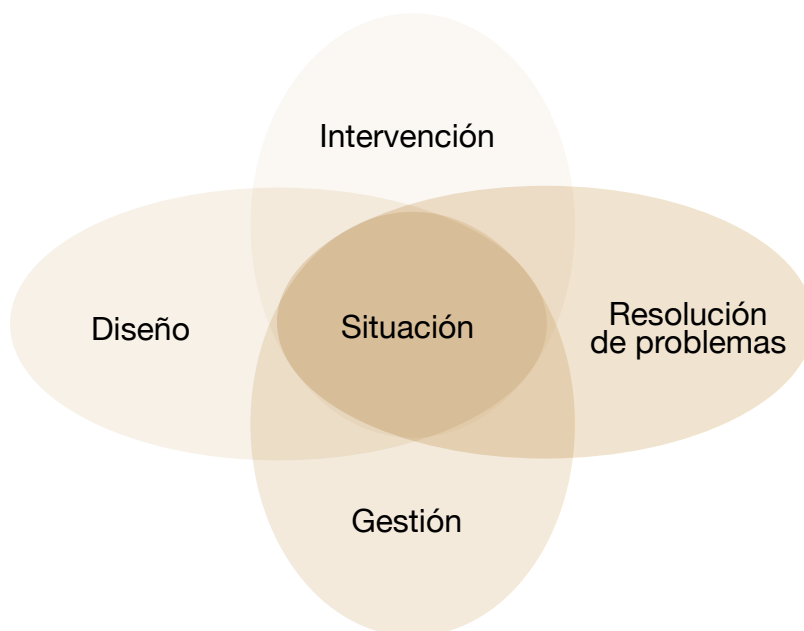 Intervención
Diseño
Situación
Resolución
de problemas
Gestión